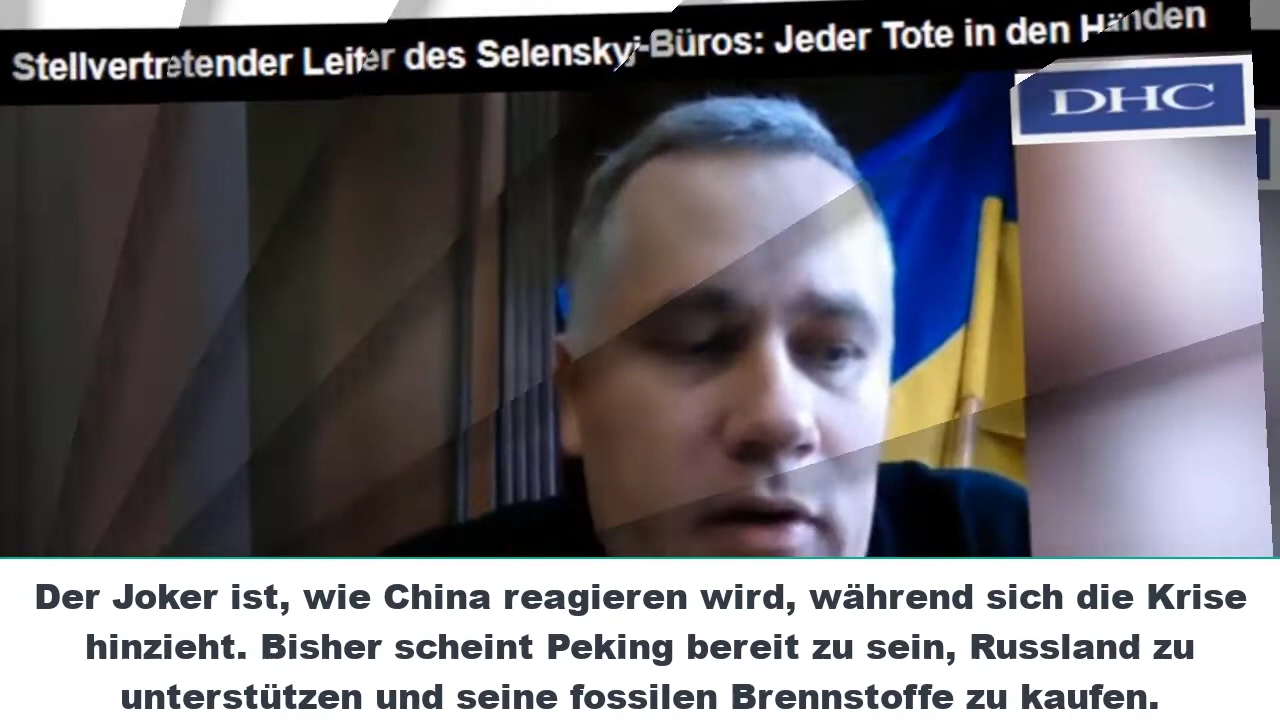 Stellvertretender Leiter des Selenskyj-Büros: Jeder Tote in den Händen
DHC
Der Joker ist, wie China reagieren wird, während sich die Krise
hinzieht. Bisher scheint Peking bereit zu sein, Russland zu
unterstützen und seine fossilen Brennstoffe zu kaufen.